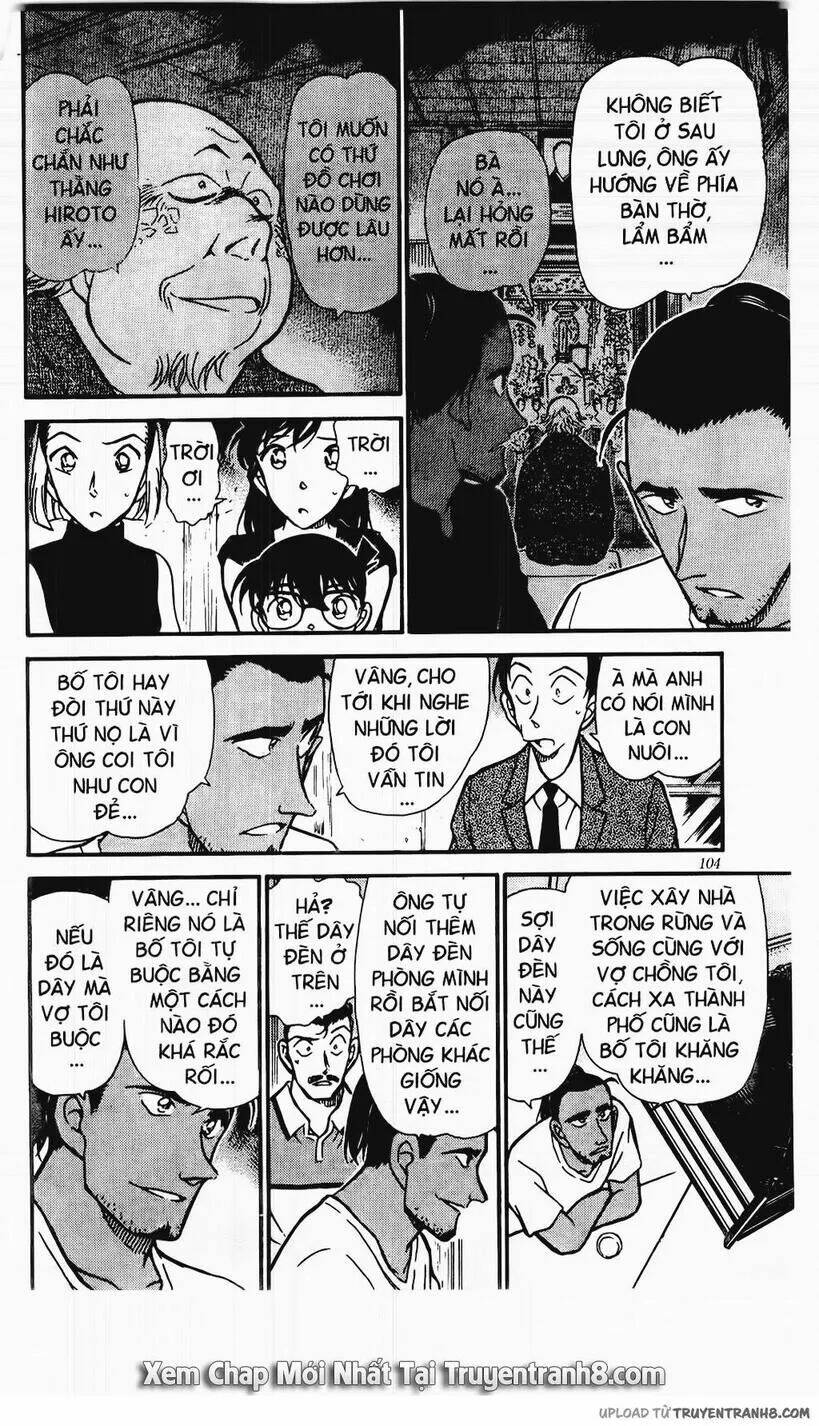 KHÔNG BIẾT
TÔI Ở SAU
LƯNG, ÔNG ẤY
HƯỚNG VỀ PHÍA
BÀN THỜ,
LẨM BẨM
...
BÀ
NÓ À...
LẠI HỎNG
MẤT RỒI
...
TÔI MUỐN
CÓ THỨ
ĐỒ CHƠI
NÀO DÙNG
ĐƯỢC LÂU
HƠN...
PHẢI
CHẮC
CHẮN NHƯ
THẰNG
HIROTO
ẤY...
TRỜI
...
TRỜI
ƠI
...
À MÀ ANH
CÓ NÓI MÌNH
LÀ CON
NUÔI...
VÂNG, CHO
TỚI KHI NGHE
NHỮNG LỜI
ĐÓ TÔI
VẪN TIN
...
BỐ TÔI HAY
ĐÒI THỨ NÀY
THỨ NỌ LÀ VÌ
ÔNG COI TÔI
NHƯ CON
ĐẺ...
104
VIỆC XÂY NHÀ
TRONG RỪNG VÀ
SỐNG CÙNG VỚI
VỢ CHỒNG TÔI,
CÁCH XA THÀNH
PHỐ CŨNG LÀ
BỐ TÔI KHĂNG
KHĂNG...
SỢI
DÂY
ĐÈN
NÀY
CŨNG
THẾ
...
ÔNG TỰ
NỐI THÊM
DÂY ĐÈN
PHÒNG MÌNH
RỒI BẮT NỐI
DÂY CÁC
PHÒNG KHÁC
GIỐNG
VẬY...
HẢ?
THẾ DÂY
ĐÈN Ở
TRÊN
...
VÂNG... CHỈ
RIÊNG NÓ LÀ
BỐ TÔI TỰ
BUỘC BẰNG
MỘT CÁCH
NÀO ĐÓ
KHÁ RẮC
RỐI...
NẾU
ĐÓ LÀ
DÂY MÀ
VỢ TÔI
BUỘC
...
Xem Chap Mới Nhất Tại Truyentranh8.com
UPLOAD TỪ TRUYENTRANH8.COM